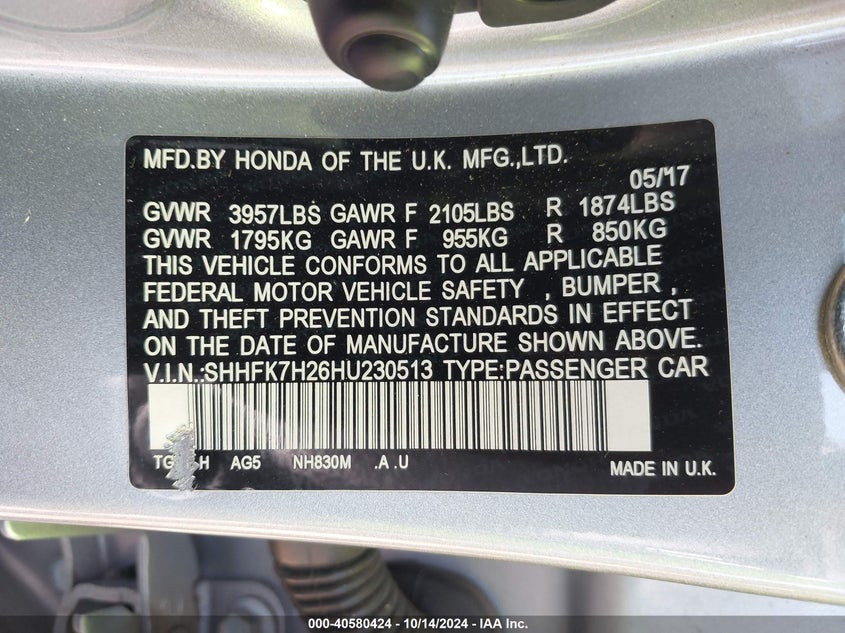 MFD.BY HONDA OF THE U.K. MFG.,LTD.
05/17
GVWR 3957LBS GAWR F 2105LBS R 1874LBS
GVWR 1795KG GAWR F 955KG R 850KG
THIS VEHICLE CONFORMS TO ALL APPLICABLE
FEDERAL MOTOR VEHICLE SAFETY , BUMPER ,
AND THEFT PREVENTION STANDARDS IN EFFECT
ON THE DATE OF MANUFACTURE SHOWN ABOVE.
V.I.N.:SHHFK7H26HU230513 TYPE:PASSENGER CAR
AG5 NH830M .A .U
MADE IN U.K.
000-40580424 - 10/14/2024 - IAA Inc.